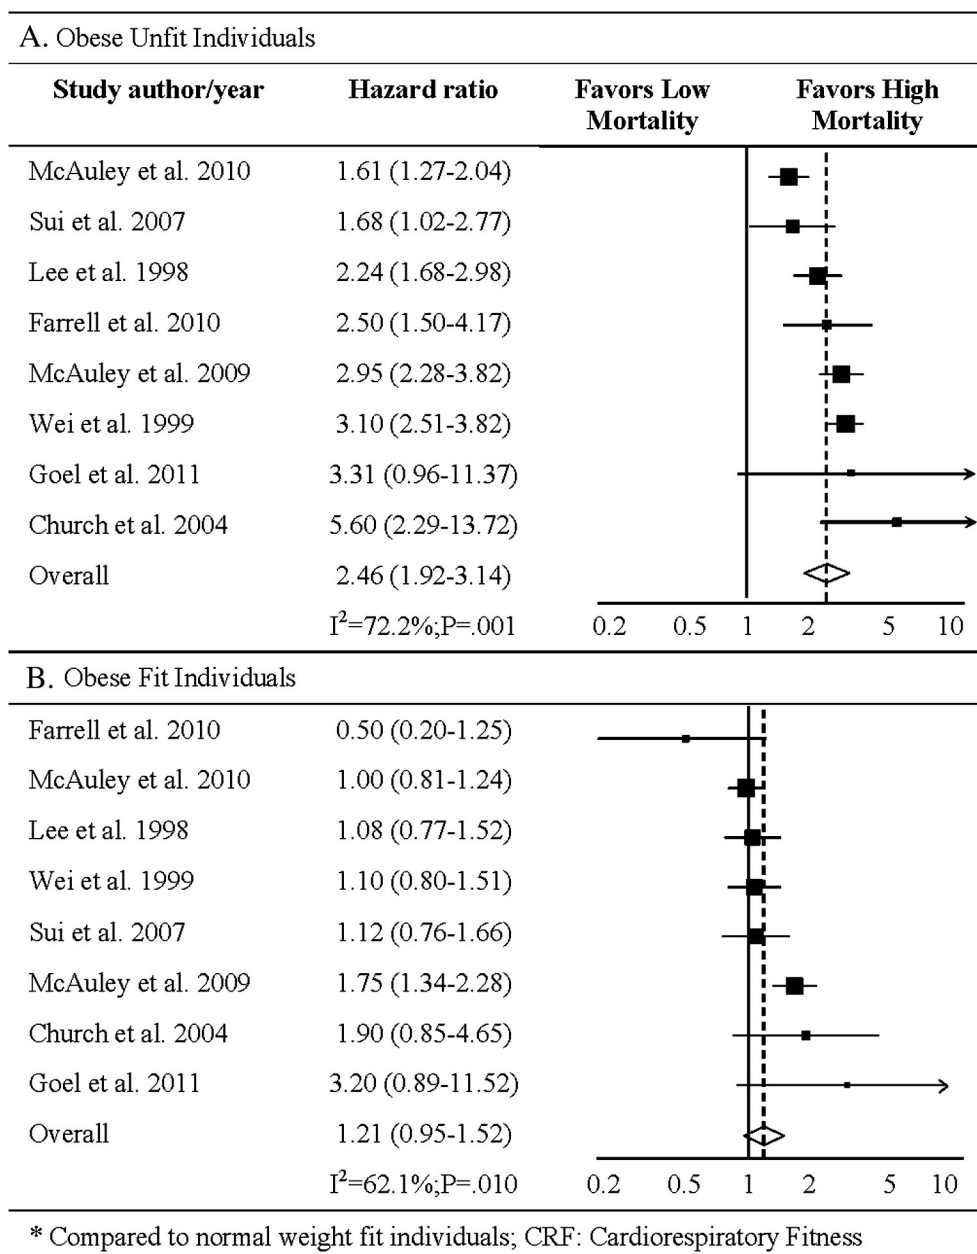 A. Obese Unfit Individuals
Study author/year Hazard ratio Favors Low Mortality Favors High Mortality
McAuley et al. 2010 1.61 (1.27-2.04)
Sui et al. 2007 1.68 (1.02-2.77)
Lee et al. 1998 2.24 (1.68-2.98)
Farrell et al. 2010 2.50 (1.50-4.17)
McAuley et al. 2009 2.95 (2.28-3.82)
Wei et al. 1999 3.10 (2.51-3.82)
Goel et al. 2011 3.31 (0.96-11.37)
Church et al. 2004 5.60 (2.29-13.72)
Overall 2.46 (1.92-3.14)
I²=72.2%;P=.001 0.2 0.5 1 2 5 10
B. Obese Fit Individuals
Farrell et al. 2010 0.50 (0.20-1.25)
McAuley et al. 2010 1.00 (0.81-1.24)
Lee et al. 1998 1.08 (0.77-1.52)
Wei et al. 1999 1.10 (0.80-1.51)
Sui et al. 2007 1.12 (0.76-1.66)
McAuley et al. 2009 1.75 (1.34-2.28)
Church et al. 2004 1.90 (0.85-4.65)
Goel et al. 2011 3.20 (0.89-11.52)
Overall 1.21 (0.95-1.52)
I²=62.1%;P=.010 0.2 0.5 1 2 5 10
* Compared to normal weight fit individuals; CRF: Cardiorespiratory Fitness